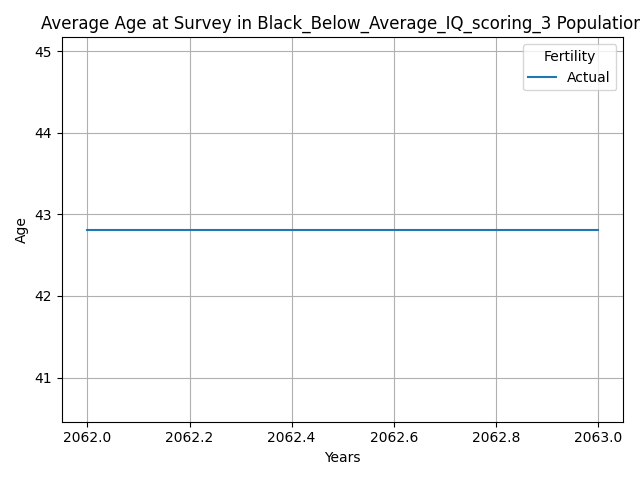 Average Age at Survey in Black_Below_Average_IQ_scoring_3 Population
45
44
43
42
41
Age
Fertility
Actual
2062.0 2062.2 2062.4 2062.6 2062.8 2063.0
Years